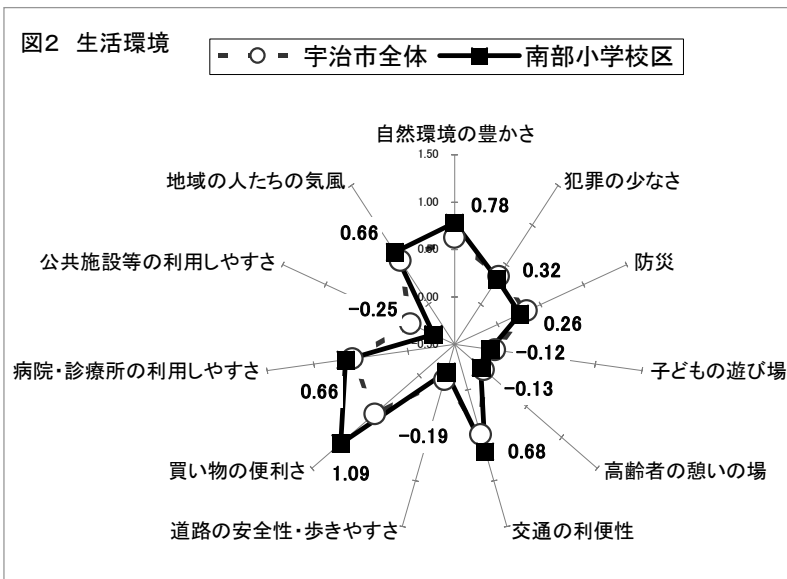 図2 生活環境
宇治市全体
南部小学校区
自然環境の豊かさ
1.50
地域の人たちの気風
犯罪の少なさ
1.00
0.78
0.66
0.50
公共施設等の利用しやすさ
0.32
防災
-0.25
0.00
0.26
-0.12
病院・診療所の利用しやすさ
子どもの遊び場
-0.13
0.66
-0.19
0.68
買い物の便利さ
高齢者の憩いの場
1.09
道路の安全性・歩きやすさ
交通の利便性